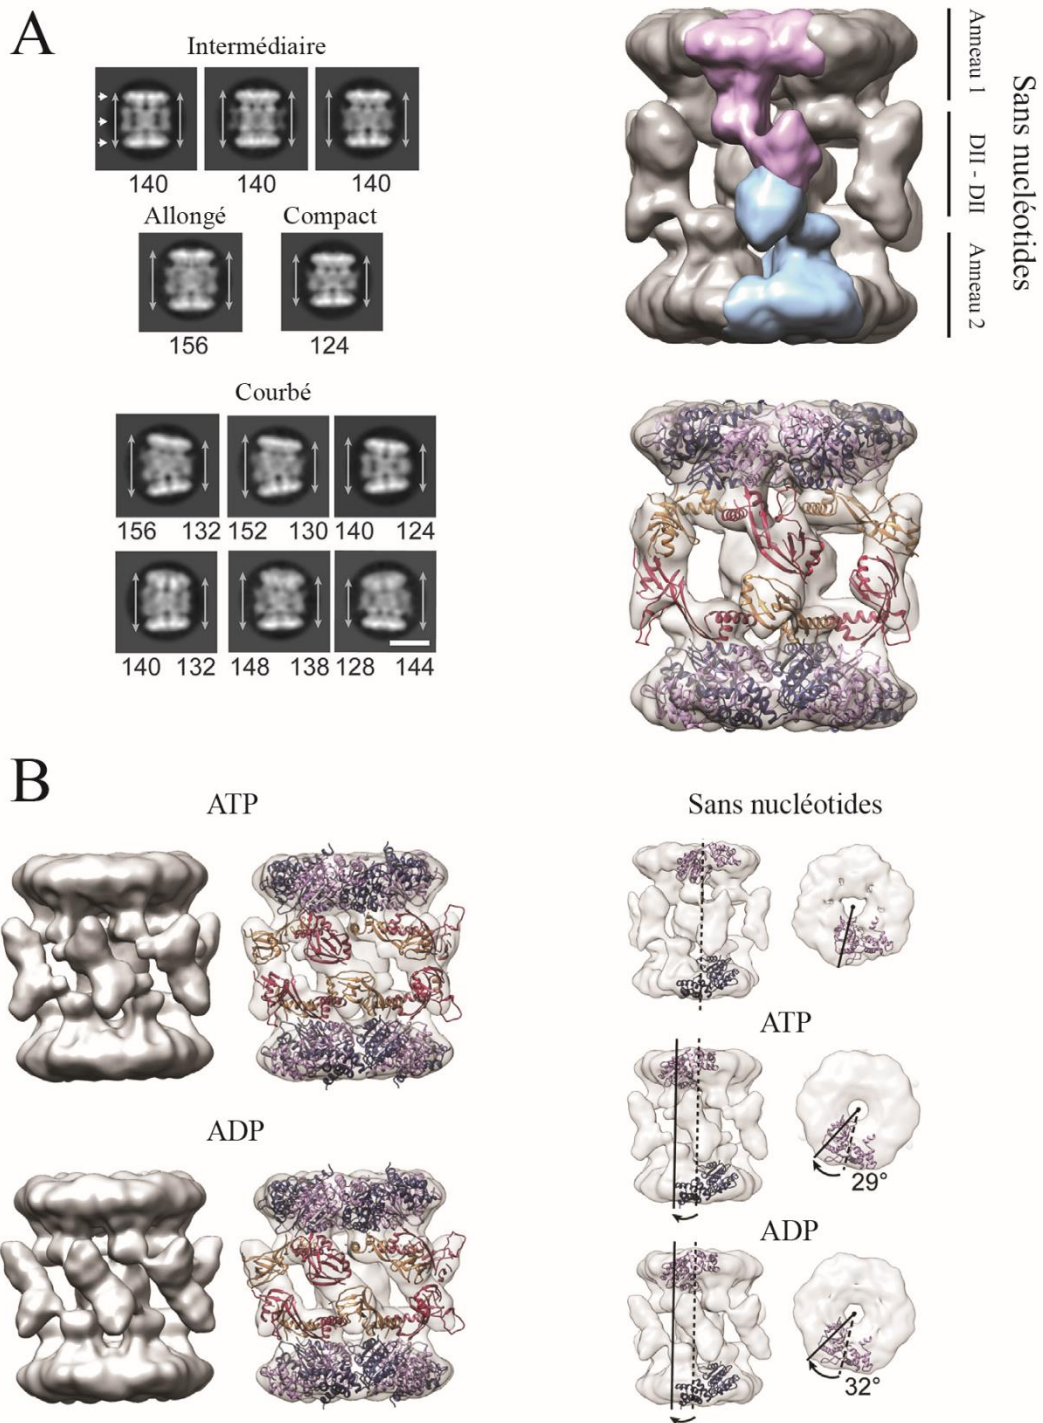 A
Intermédiaire
140
140
140
Allongé
Compact
156
124
Courbé
156 132
152 130
140 124
140 132
148 138
128 144
Anneau 1
DII - DII
Anneau 2
Sans nucléotides
B
ATP
ADP
Sans nucléotides
ATP
29°
ADP
32°